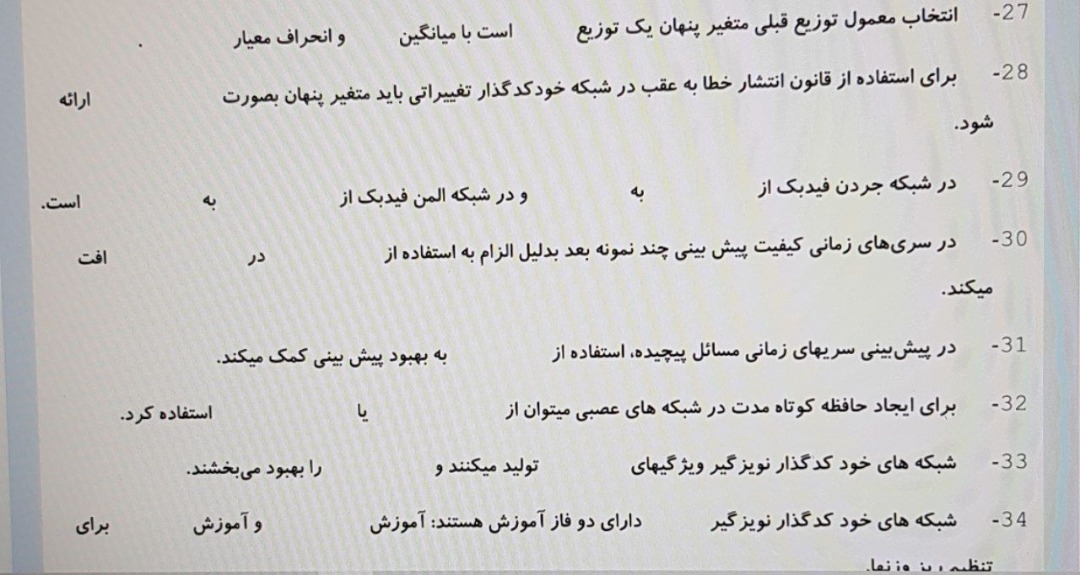 27- انتخاب معمول توزیع قبلی متغیر پنهان یک توزیع است با میانگین و انحراف معیار .
28- برای استفاده از قانون انتشار خطا به عقب در شبکه خودکدگذار تغییراتی باید متغیر پنهان بصورت ارائه
شود.
29- در شبکه جردن فیدبک از به و در شبکه المن فیدبک از به است.
30- در سری‌های زمانی کیفیت پیش بینی چند نمونه بعد بدلیل الزام به استفاده از در افت
میکند.
31- در پیش‌بینی سریهای زمانی مسائل پیچیده، استفاده از به بهبود پیش بینی کمک میکند.
32- برای ایجاد حافظه کوتاه مدت در شبکه های عصبی میتوان از یا استفاده کرد.
33- شبکه های خود کدگذار نویزگیر ویژگیهای تولید میکنند و را بهبود می‌بخشند.
34- شبکه های خود کدگذار نویزگیر دارای دو فاز آموزش هستند: آموزش و آموزش برای
تنظیم ریز وزنها.